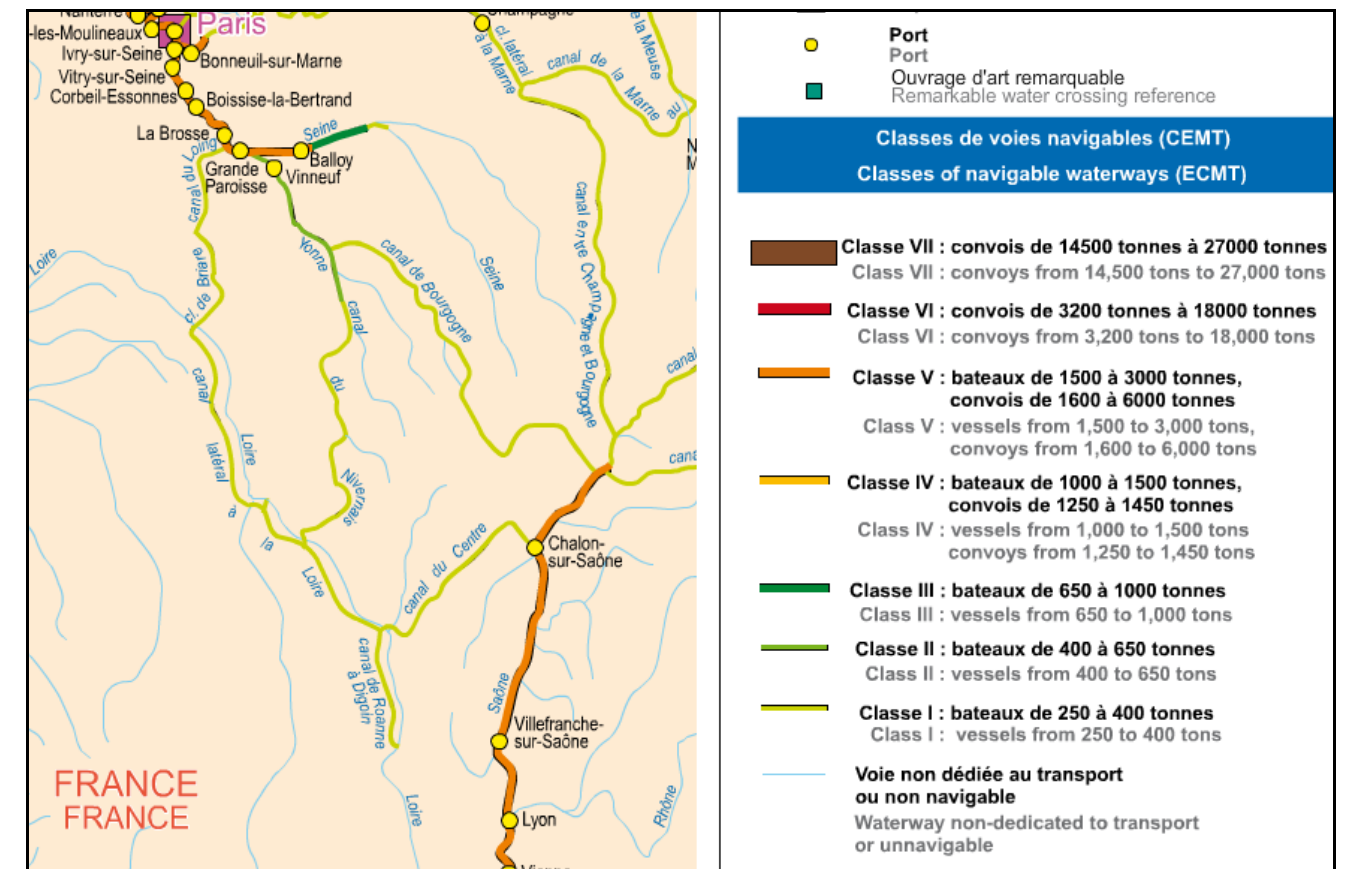 Nanterre
Champagne
Paris
-les-Moulineaux
Ivry-sur-Seine
Bonneuil-sur-Marne
Vitry-sur-Seine
Corbeil-Essonnes
Boissise-la-Bertrand
La Brosse
Seine
Balloy
Grande
Paroisse
Vinneuf
cl. latéral
à la Marne
canal de la Marne au
e la Meuse
N
M
canal du Loing
canal entre Champagne et Bourgogne
Loire
cl. de Briare
Yonne
canal de Bourgogne
Seine
canal du Nivernais
canal
canal latéral à la Loire
Loire
cana
Chalon-
sur-Saône
canal du Centre
canal de Roanne
à Digoin
Saône
Villefranche-
sur-Saône
FRANCE
FRANCE
Loire
Lyon
Rhône
Vienne
Port
Port
Ouvrage d'art remarquable
Remarkable water crossing reference
Classes de voies navigables (CEMT)
Classes of navigable waterways (ECMT)
Classe VII : convois de 14500 tonnes à 27000 tonnes
Class VII : convoys from 14,500 tons to 27,000 tons
Classe VI : convois de 3200 tonnes à 18000 tonnes
Class VI : convoys from 3,200 tons to 18,000 tons
Classe V : bateaux de 1500 à 3000 tonnes,
convois de 1600 à 6000 tonnes
Class V : vessels from 1,500 to 3,000 tons,
convoys from 1,600 to 6,000 tons
Classe IV : bateaux de 1000 à 1500 tonnes,
convois de 1250 à 1450 tonnes
Class IV : vessels from 1,000 to 1,500 tons
convoys from 1,250 to 1,450 tons
Classe III : bateaux de 650 à 1000 tonnes
Class III : vessels from 650 to 1,000 tons
Classe II : bateaux de 400 à 650 tonnes
Class II : vessels from 400 to 650 tons
Classe I : bateaux de 250 à 400 tonnes
Class I : vessels from 250 to 400 tons
Voie non dédiée au transport
ou non navigable
Waterway non-dedicated to transport
or unnavigable